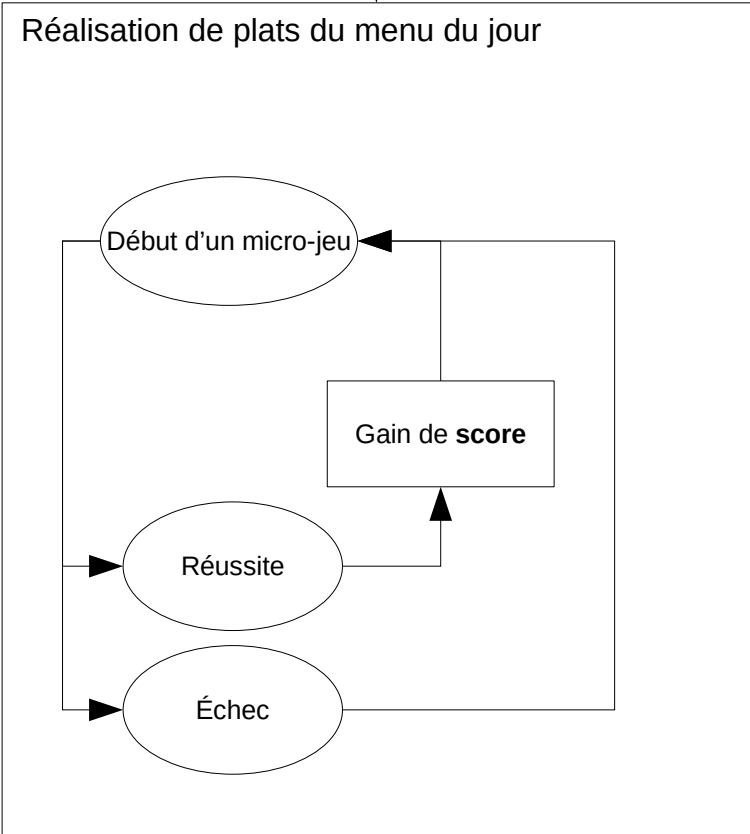 Réalisation de plats du menu du jour
Début d'un micro-jeu
Gain de score
Réussite
Échec